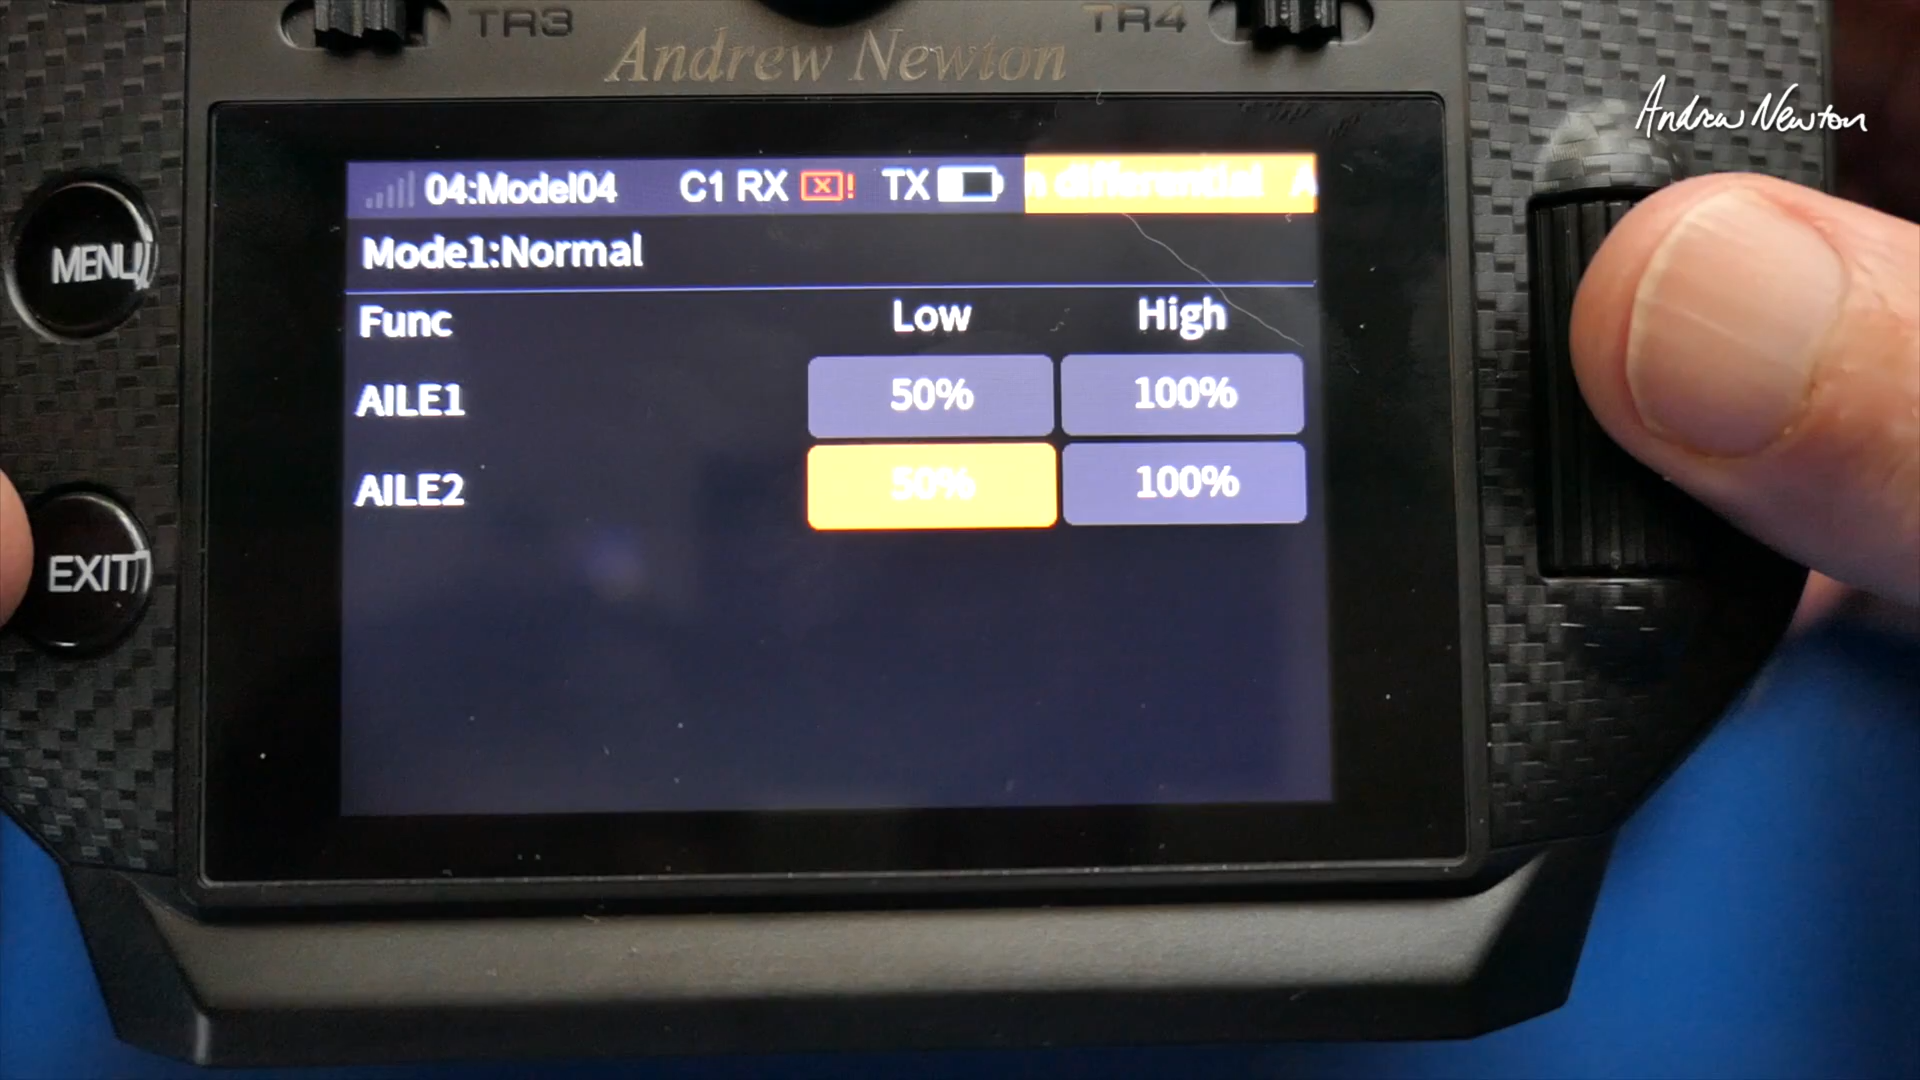 TR3
TR4
Andrew Newton
Andrew Newton
04:Model04 C1 RX ! TX n differential A
MENU
Mode1:Normal
Func Low High
AILE1 50% 100%
AILE2 50% 100%
EXIT